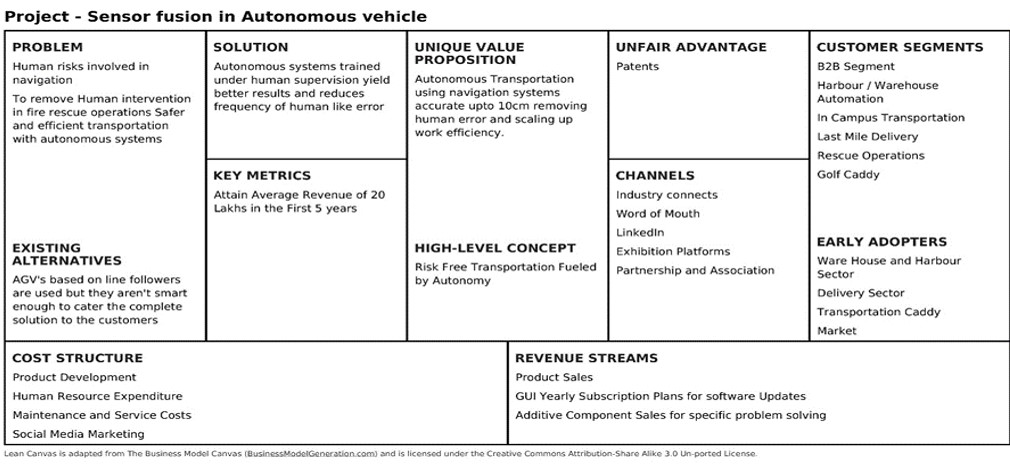 Project - Sensor fusion in Autonomous vehicle
PROBLEM
Human risks involved in
navigation
To remove Human intervention
in fire rescue operations Safer
and efficient transportation
with autonomous systems
EXISTING
ALTERNATIVES
AGV's based on line followers
are used but they aren't smart
enough to cater the complete
solution to the customers
SOLUTION
Autonomous systems trained
under human supervision yield
better results and reduces
frequency of human like error
KEY METRICS
Attain Average Revenue of 20
Lakhs in the First 5 years
UNIQUE VALUE
PROPOSITION
Autonomous Transportation
using navigation systems
accurate upto 10cm removing
human error and scaling up
work efficiency.
HIGH-LEVEL CONCEPT
Risk Free Transportation Fueled
by Autonomy
UNFAIR ADVANTAGE
Patents
CHANNELS
Industry connects
Word of Mouth
LinkedIn
Exhibition Platforms
Partnership and Association
CUSTOMER SEGMENTS
B2B Segment
Harbour / Warehouse
Automation
In Campus Transportation
Last Mile Delivery
Rescue Operations
Golf Caddy
EARLY ADOPTERS
Ware House and Harbour
Sector
Delivery Sector
Transportation Caddy
Market
COST STRUCTURE
Product Development
Human Resource Expenditure
Maintenance and Service Costs
Social Media Marketing
REVENUE STREAMS
Product Sales
GUI Yearly Subscription Plans for software Updates
Additive Component Sales for specific problem solving
Lean Canvas is adapted from The Business Model Canvas (BusinessModelGeneration.com) and is licensed under the Creative Commons Attribution-Share Alike 3.0 Un-ported License.